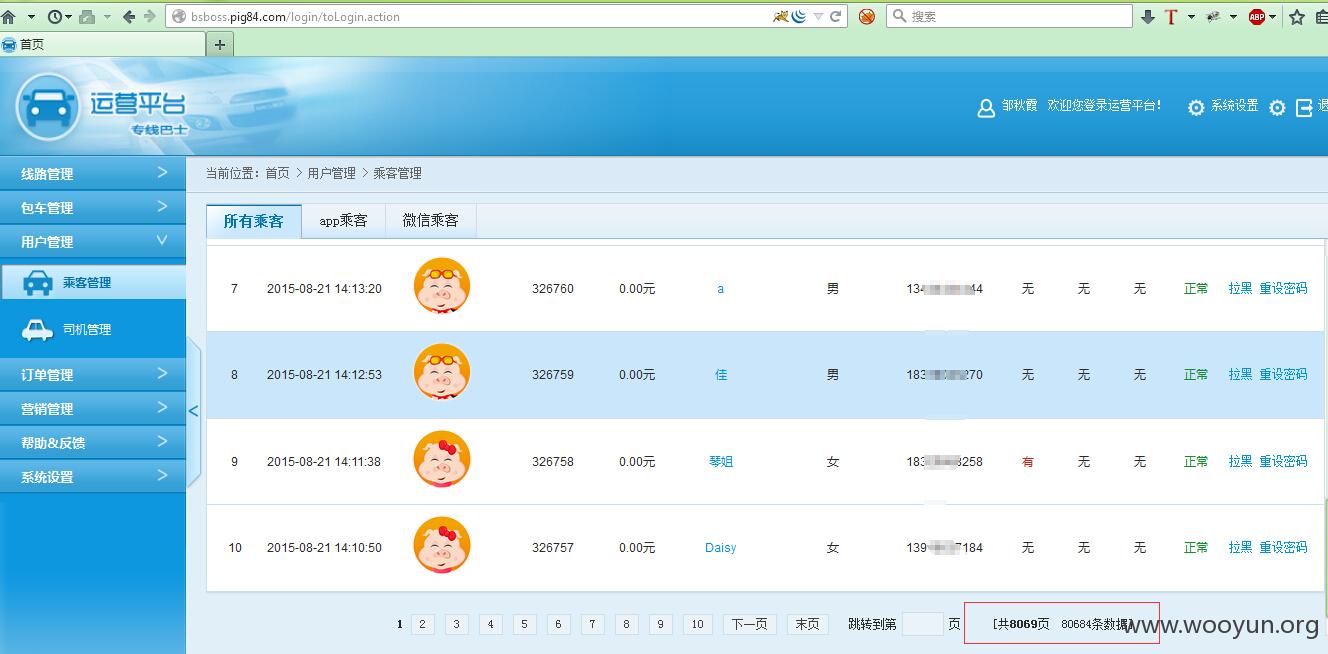 bsboss.pig84.com/login/toLogin.action
搜索
T
ABP
首页
+
运营平台
专线巴士
邹秋霞 欢迎您登录运营平台! 系统设置 退
线路管理 >
包车管理 >
用户管理
乘客管理
司机管理
订单管理 >
营销管理 >
帮助&反馈 >
系统设置 >
<
当前位置: 首页 > 用户管理 > 乘客管理
所有乘客 app乘客 微信乘客
7 2015-08-21 14:13:20 326760 0.00元 a 男 134 44 无 无 无 正常 拉黑 重设密码
8 2015-08-21 14:12:53 326759 0.00元 佳 男 183 270 无 无 无 正常 拉黑 重设密码
9 2015-08-21 14:11:38 326758 0.00元 琴姐 女 183 8258 有 无 无 正常 拉黑 重设密码
10 2015-08-21 14:10:50 326757 0.00元 Daisy 女 139 7184 无 无 无 正常 拉黑 重设密码
1 2 3 4 5 6 7 8 9 10 下一页 末页 跳转到第 页 [共8069页 80684条数据]
www.wooyun.org